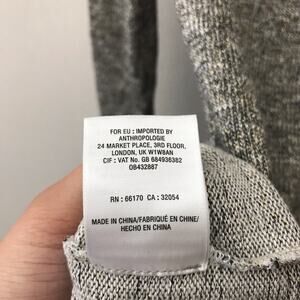 FOR EU : IMPORTED BY
ANTHROPOLOGIE
24 MARKET PLACE, 3RD FLOOR,
LONDON, UK W1W8AN
CIF : VAT No. GB 684936382
OB432887
RN : 66170 CA : 32054
MADE IN CHINA/FABRIQUÉ EN CHINE/
HECHO EN CHINA